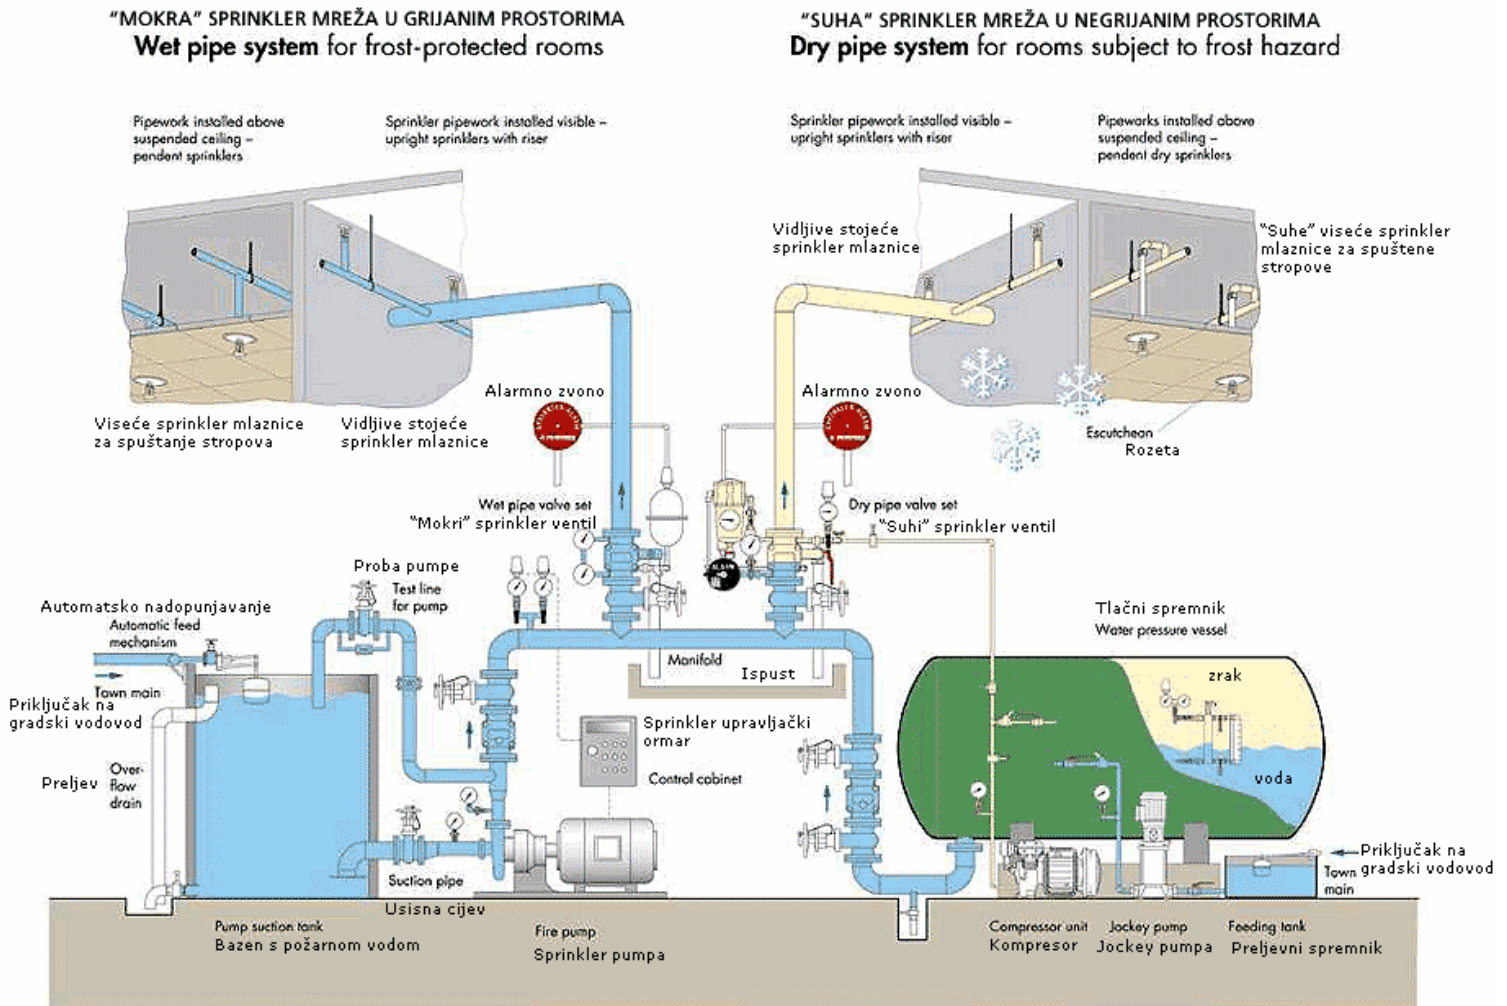 "MOKRA" SPRINKLER MREŽA U GRIJANIM PROSTORIMA
Wet pipe system for frost-protected rooms
"SUHA" SPRINKLER MREŽA U NEGRIJANIM PROSTORIMA
Dry pipe system for rooms subject to frost hazard
Pipework installed above
suspended ceiling –
pendent sprinklers
Sprinkler pipework installed visible –
upright sprinklers with riser
Sprinkler pipework installed visible –
upright sprinklers with riser
Pipeworks installed above
suspended ceiling –
pendent dry sprinklers
Vidljive stojeće
sprinkler mlaznice
"Suhe" viseće sprinkler
mlaznice za spuštene
stropove
Viseće sprinkler mlaznice
za spuštanje stropova
Vidljive stojeće
sprinkler mlaznice
Alarmno zvono
Alarmno zvono
Escutcheon
Rozeta
Wet pipe valve set
"Mokri" sprinkler ventil
Dry pipe valve set
"Suhi" sprinkler ventil
Proba pumpe
Test line
for pump
Automatsko nadopunjavanje
Automatic feed
mechanism
Town main
Priključak na
gradski vodovod
Preljev
Over-
flow
drain
Manifold
Ispust
Sprinkler upravljački
ormar
Control cabinet
Tlačni spremnik
Water pressure vessel
zrak
voda
Suction pipe
Usisna cijev
Priključak na
gradski vodovod
Town
main
Pump suction tank
Bazen s požarnom vodom
Fire pump
Sprinkler pumpa
Compressor unit
Kompresor
Jockey pump
Jockey pumpa
Feeding tank
Preljevni spremnik